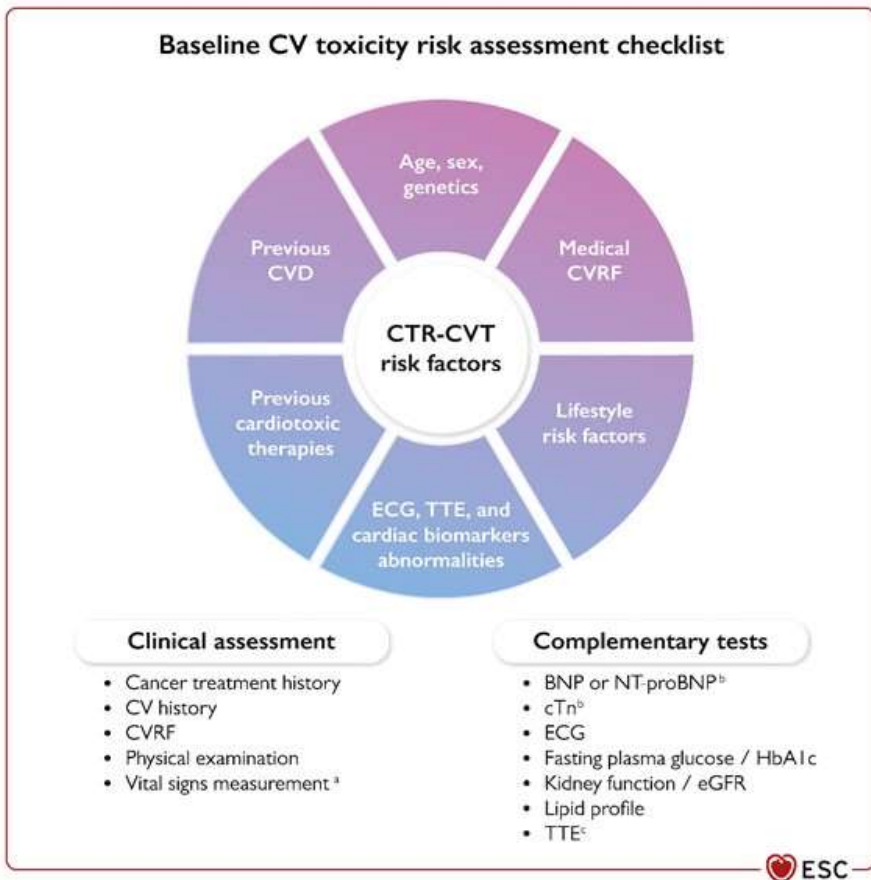 Baseline CV toxicity risk assessment checklist
Age, sex,
genetics
Previous
CVD
Medical
CVRF
CTR-CVT
risk factors
Previous
cardiotoxic
therapies
Lifestyle
risk factors
ECG, TTE, and
cardiac biomarkers
abnormalities
Clinical assessment
• Cancer treatment history
• CV history
• CVRF
• Physical examination
• Vital signs measurement ᵃ
Complementary tests
• BNP or NT-proBNPᵇ
• cTnᵇ
• ECG
• Fasting plasma glucose / HbA1c
• Kidney function / eGFR
• Lipid profile
• TTEᶜ
ESC